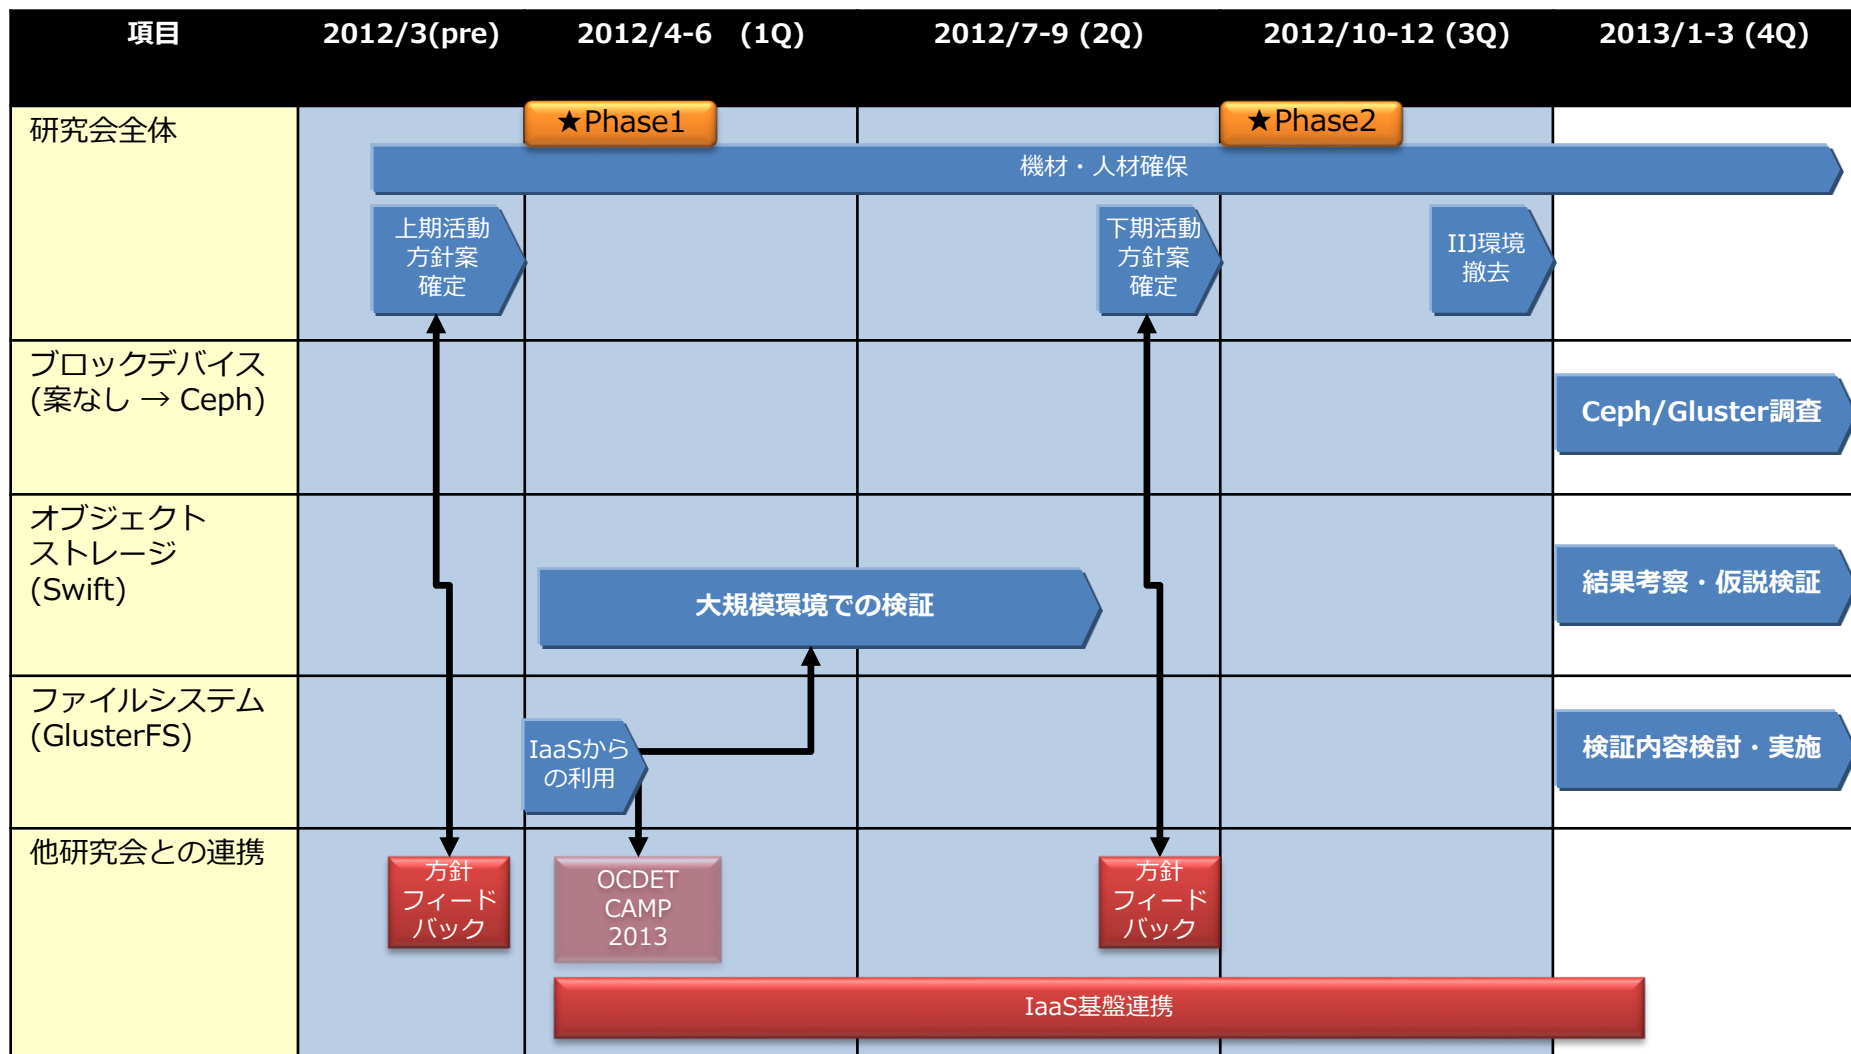 項目
2012/3(pre)
2012/4-6 (1Q)
2012/7-9 (2Q)
2012/10-12 (3Q)
2013/1-3 (4Q)
研究会全体
★Phase1
★Phase2
機材・人材確保
上期活動
方針案
確定
下期活動
方針案
確定
IIJ環境
撤去
ブロックデバイス
(案なし → Ceph)
Ceph/Gluster調査
オブジェクト
ストレージ
(Swift)
大規模環境での検証
結果考察・仮説検証
ファイルシステム
(GlusterFS)
IaaSから
の利用
検証内容検討・実施
他研究会との連携
方針
フィード
バック
OCDET
CAMP
2013
方針
フィード
バック
IaaS基盤連携